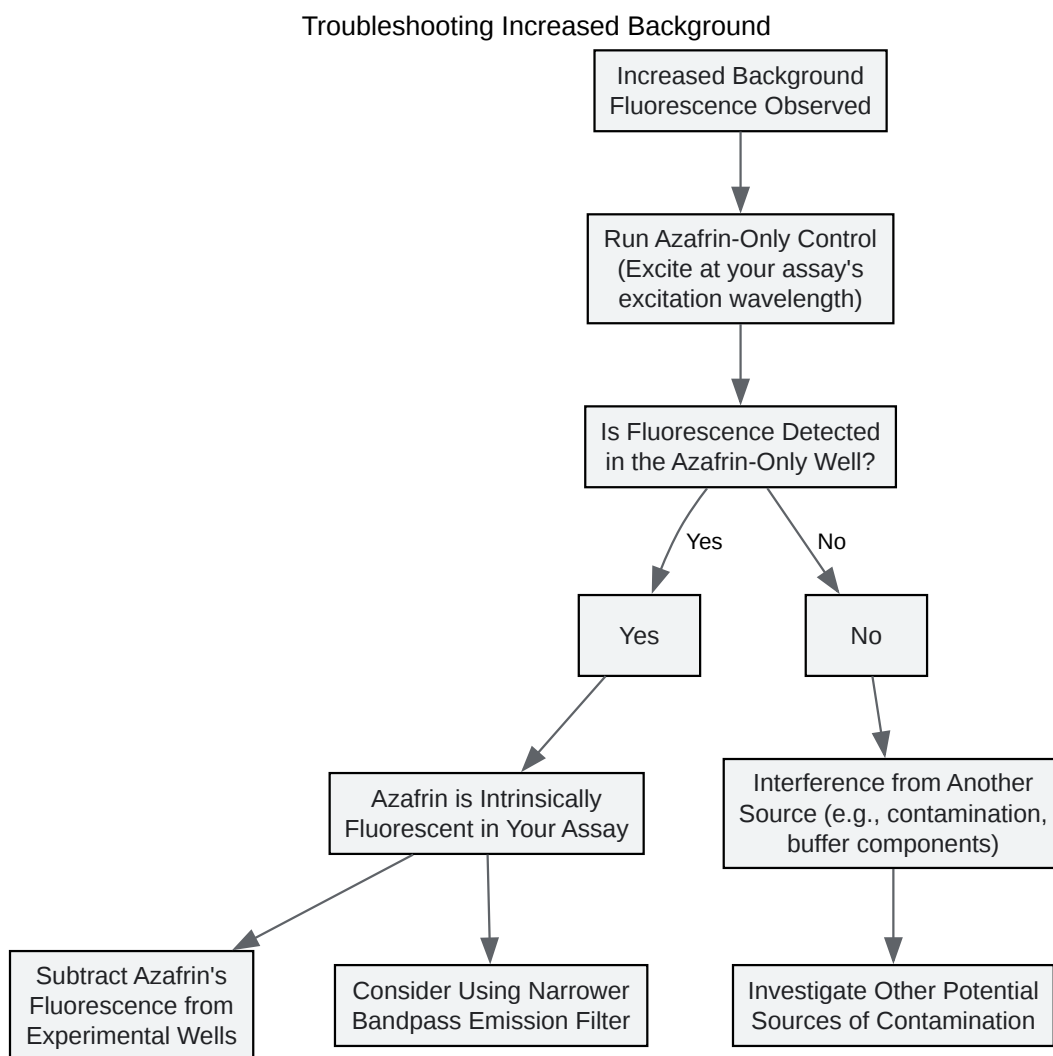 Troubleshooting Increased Background
Increased Background
Fluorescence Observed
Run Azafrin-Only Control
(Excite at your assay's
excitation wavelength)
Is Fluorescence Detected
in the Azafrin-Only Well?
Yes
No
Yes
No
Azafrin is Intrinsically
Fluorescent in Your Assay
Interference from Another
Source (e.g., contamination,
buffer components)
Subtract Azafrin's
Fluorescence from
Experimental Wells
Consider Using Narrower
Bandpass Emission Filter
Investigate Other Potential
Sources of Contamination